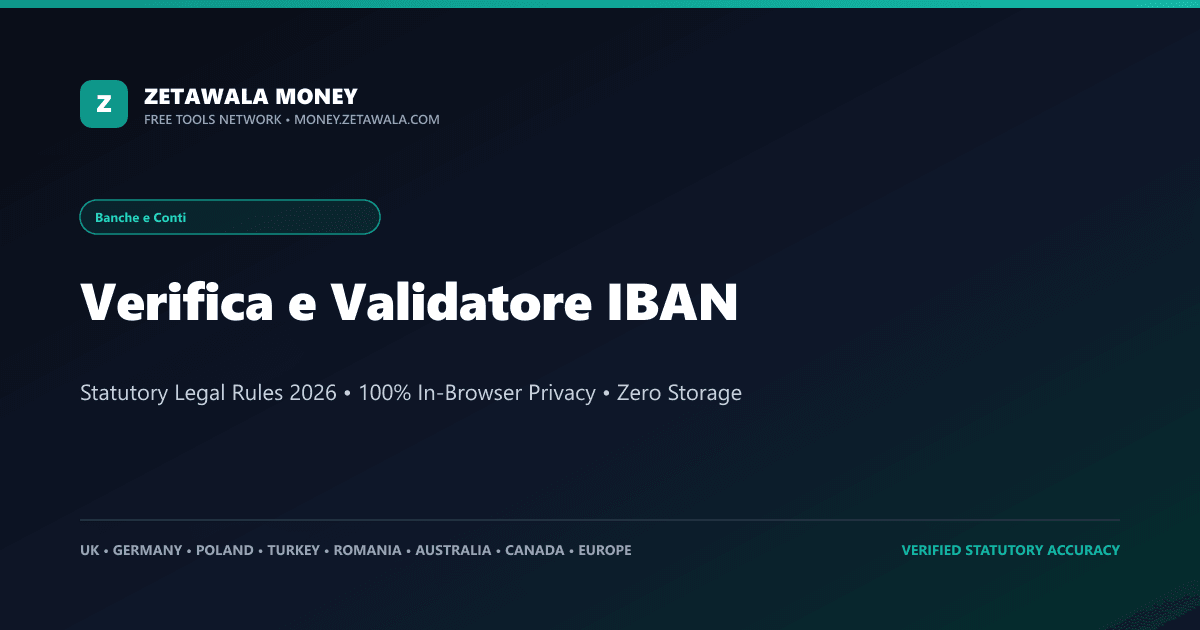 Z
ZETAWALA MONEY
FREE TOOLS NETWORK • MONEY.ZETAWALA.COM
Banche e Conti
Verifica e Validatore IBAN
Statutory Legal Rules 2026 • 100% In-Browser Privacy • Zero Storage
UK • GERMANY • POLAND • TURKEY • ROMANIA • AUSTRALIA • CANADA • EUROPE
VERIFIED STATUTORY ACCURACY